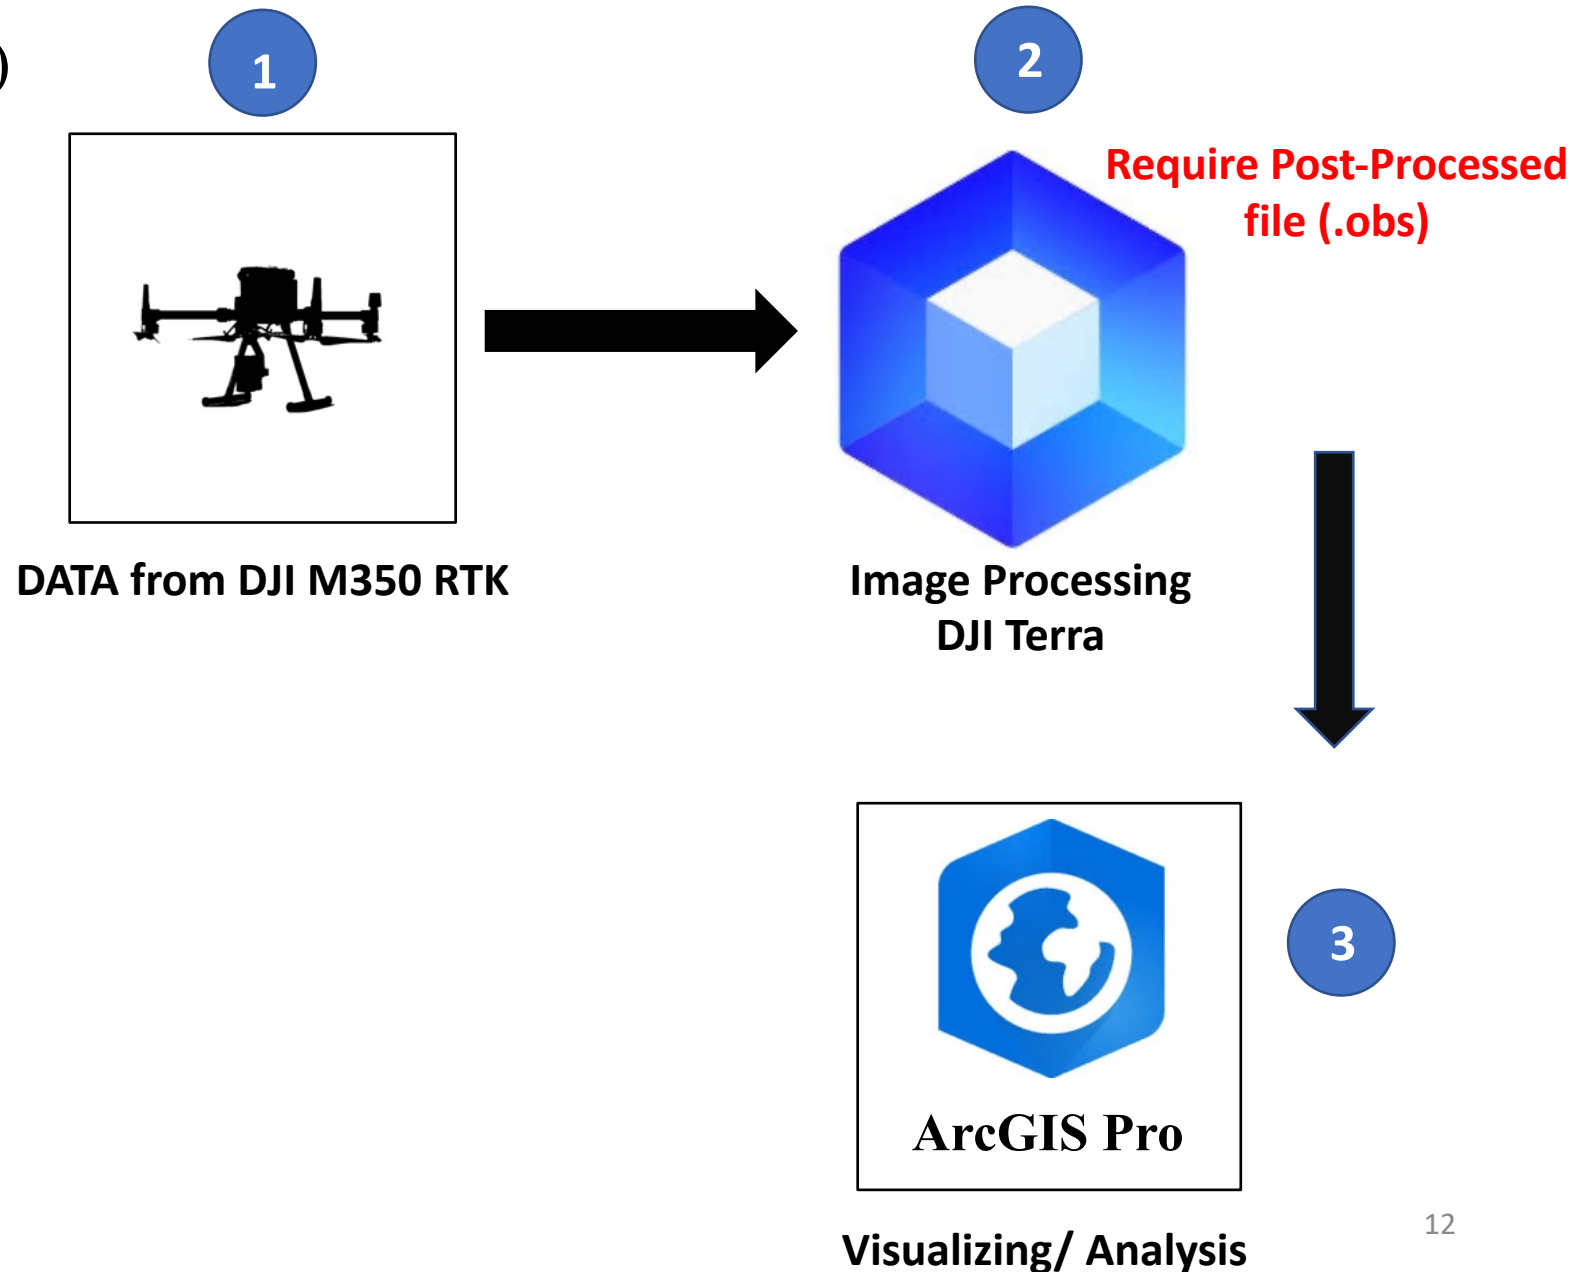 )
1
2
Require Post-Processed
file (.obs)
DATA from DJI M350 RTK
Image Processing
DJI Terra
ArcGIS Pro
3
Visualizing/ Analysis
12